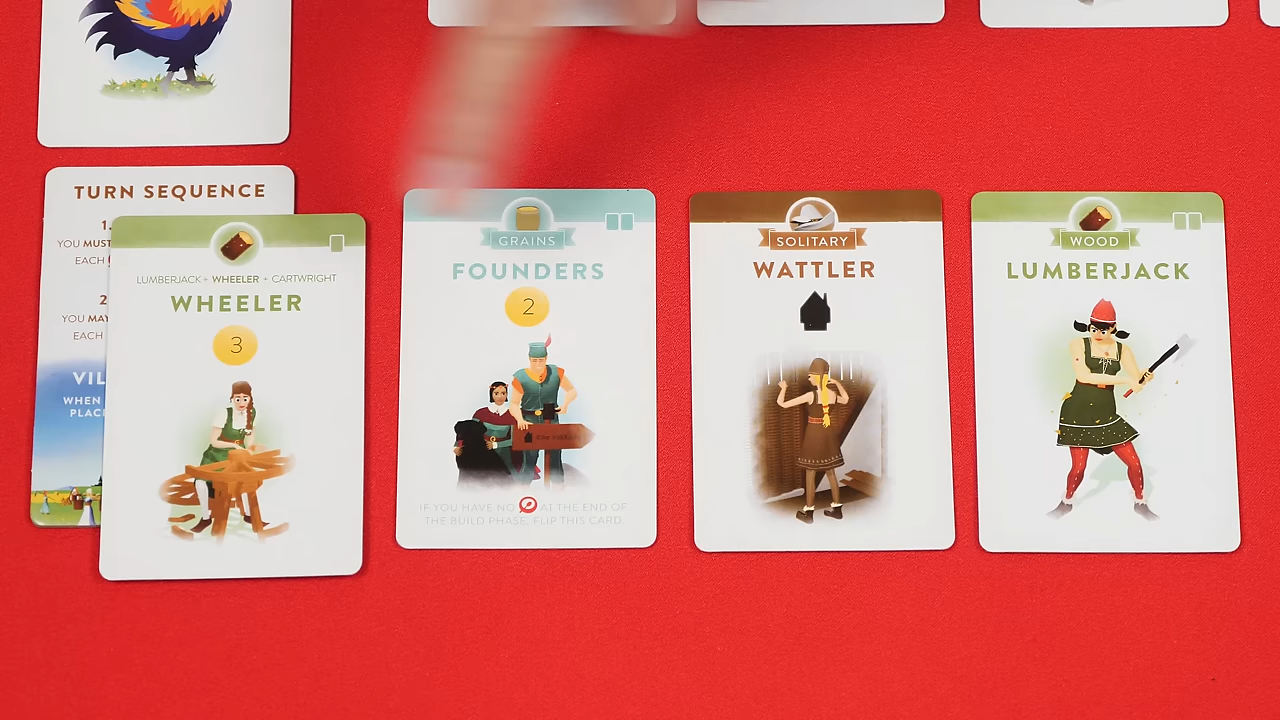 TURN SEQUENCE
1.
YOU MUST
EACH
2
YOU MAY
EACH
VIL
WHEN
PLAC
LUMBERJACK + WHEELER + CARTWRIGHT
WHEELER
3
GRAINS
FOUNDERS
2
IF YOU HAVE NO AT THE END OF
THE BUILD PHASE, FLIP THIS CARD.
SOLITARY
WATTLER
WOOD
LUMBERJACK